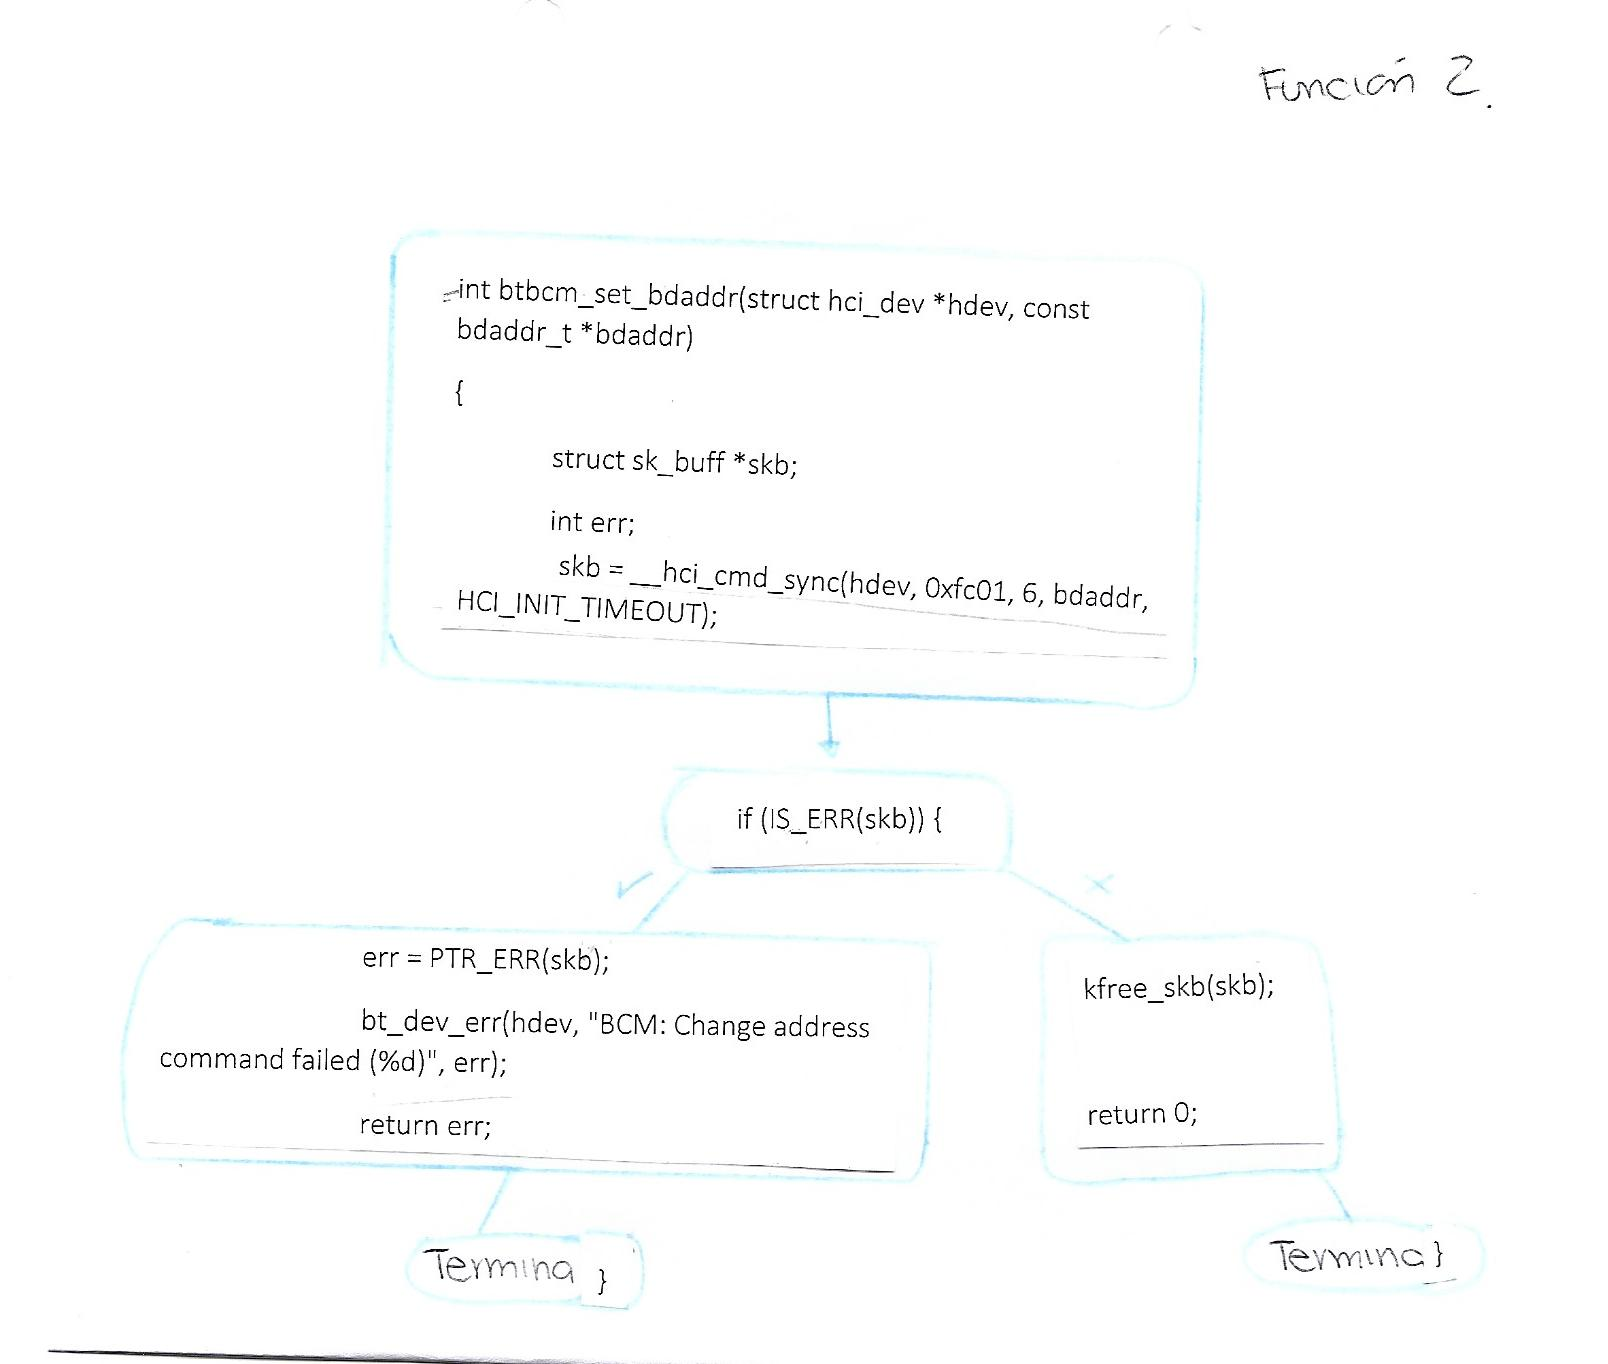 Función 2.
int btbcm_set_bdaddr(struct hci_dev *hdev, const
bdaddr_t *bdaddr)
{
struct sk_buff *skb;
int err;
skb = __hci_cmd_sync(hdev, 0xfc01, 6, bdaddr,
HCI_INIT_TIMEOUT);
if (IS_ERR(skb)) {
err = PTR_ERR(skb);
bt_dev_err(hdev, "BCM: Change address
command failed (%d)", err);
return err;
kfree_skb(skb);
return 0;
Termina }
Termina }